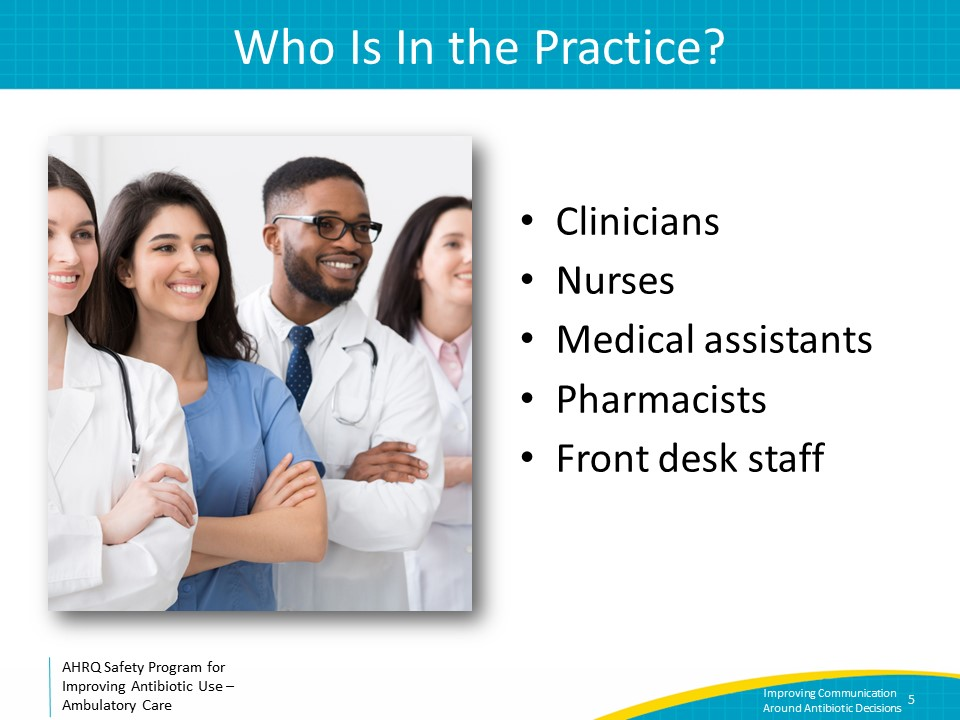 Who Is In the Practice?
• Clinicians
• Nurses
• Medical assistants
• Pharmacists
• Front desk staff
AHRQ Safety Program for
Improving Antibiotic Use –
Ambulatory Care
Improving Communication
Around Antibiotic Decisions
5